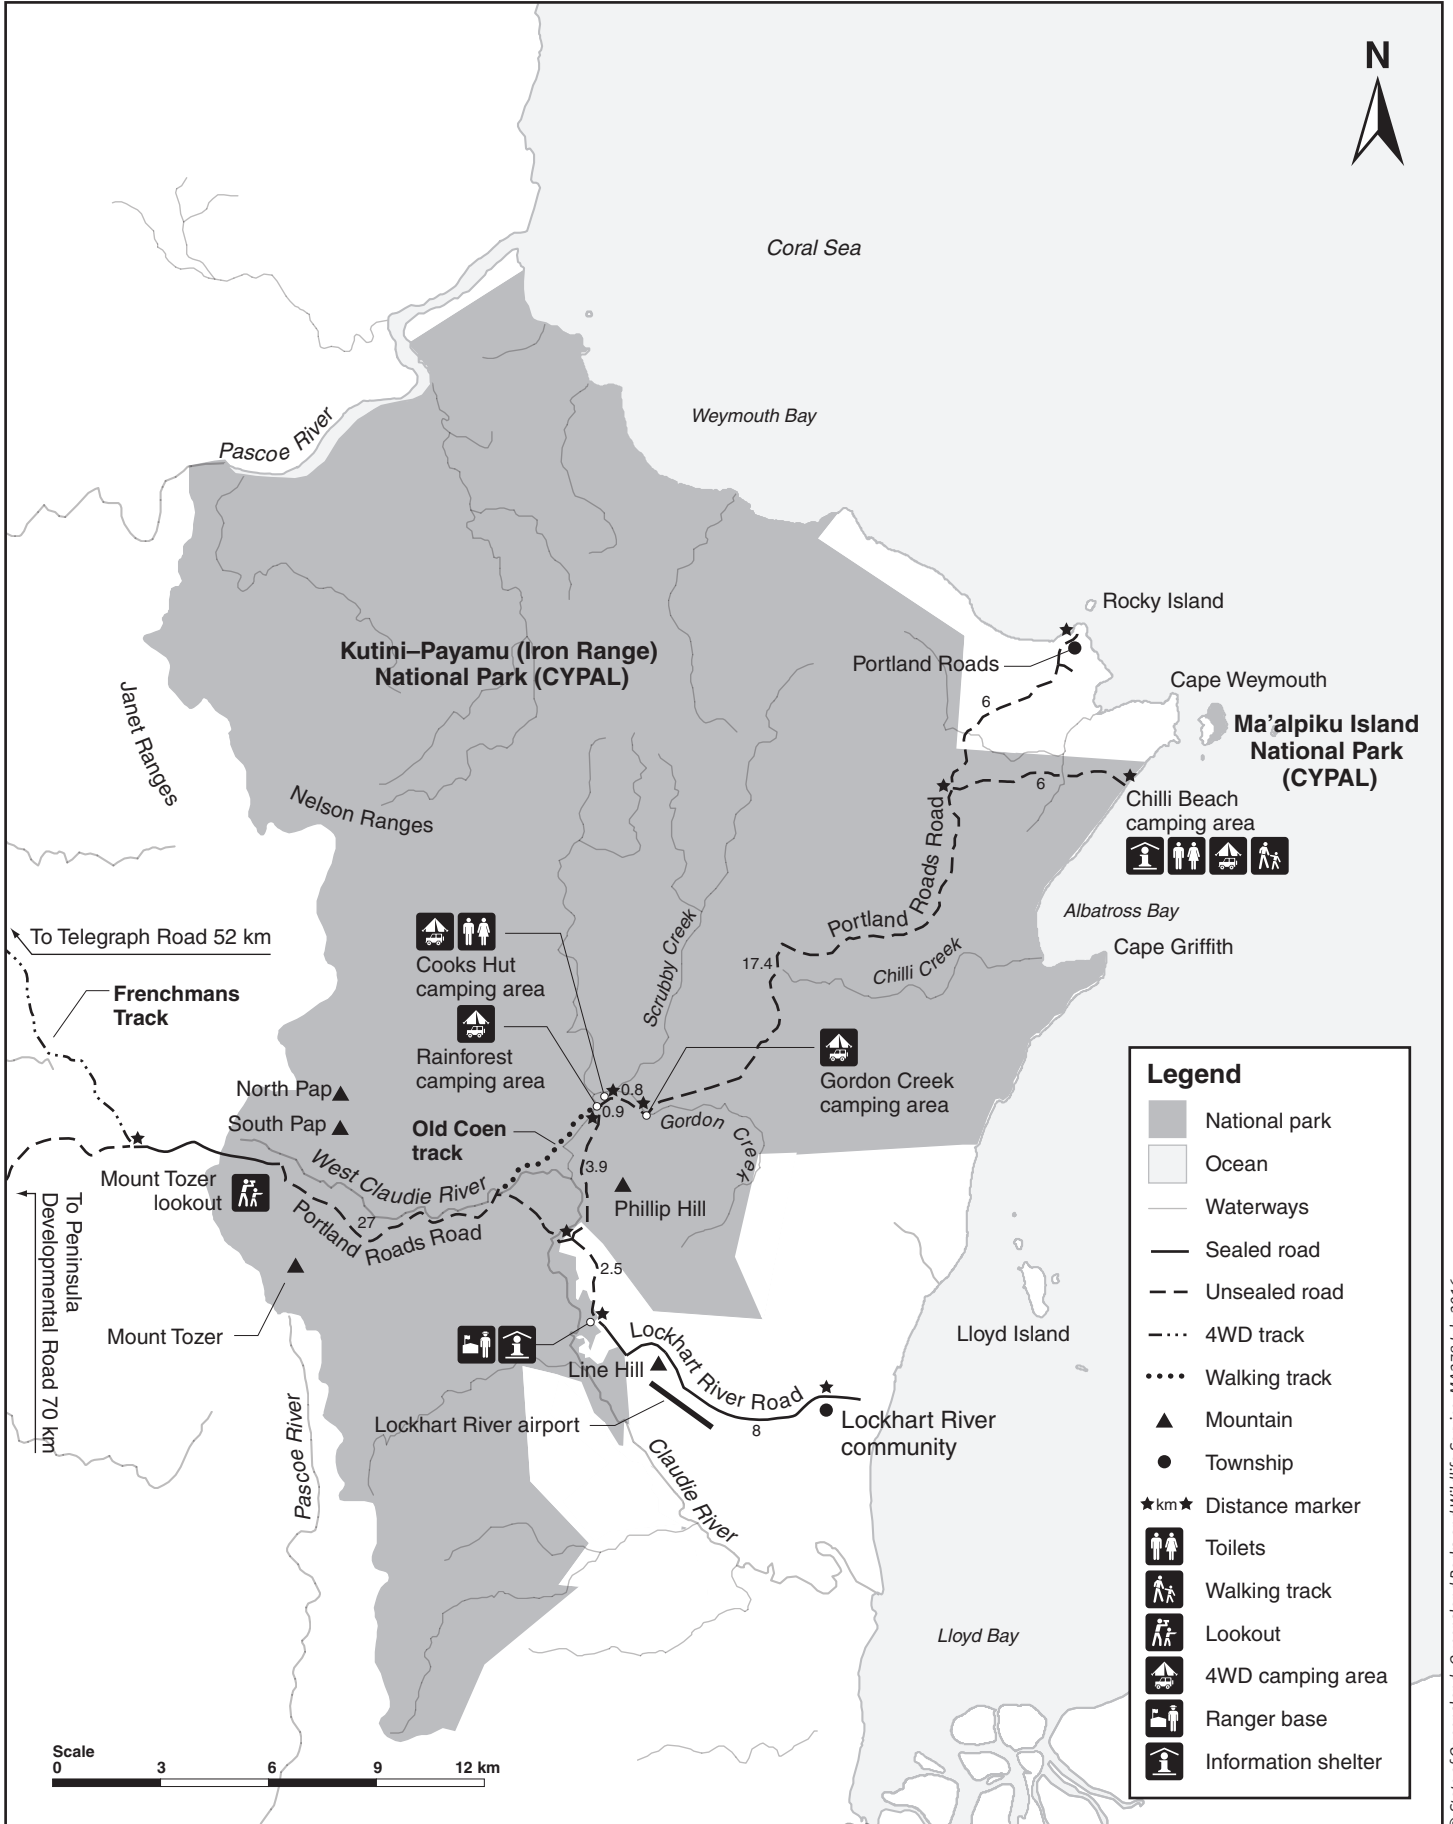 N
Coral Sea
Weymouth Bay
Pascoe River
Rocky Island
Kutini–Payamu (Iron Range)
National Park (CYPAL)
Portland Roads
Cape Weymouth
6
Ma’alpiku Island
National Park
(CYPAL)
Janet Ranges
6
Nelson Ranges
Chilli Beach
camping area
Portland Roads Road
Albatross Bay
To Telegraph Road 52 km
Cape Griffith
Cooks Hut
camping area
Scrubby Creek
17.4
Chilli Creek
Frenchmans
Track
Rainforest
camping area
Gordon Creek
camping area
North Pap
0.8
0.9
South Pap
Old Coen
track
Gordon Creek
West Claudie River
3.9
Mount Tozer
lookout
Phillip Hill
27
Portland Roads Road
To Peninsula
Developmental Road 70 km
2.5
Mount Tozer
Lloyd Island
Lockhart River Road
Line Hill
Lockhart River airport
8
Lockhart River
community
Pascoe River
Claudie River
Lloyd Bay
Scale
0 3 6 9 12 km
Legend
National park
Ocean
Waterways
Sealed road
Unsealed road
4WD track
Walking track
Mountain
Township
km Distance marker
Toilets
Walking track
Lookout
4WD camping area
Ranger base
Information shelter